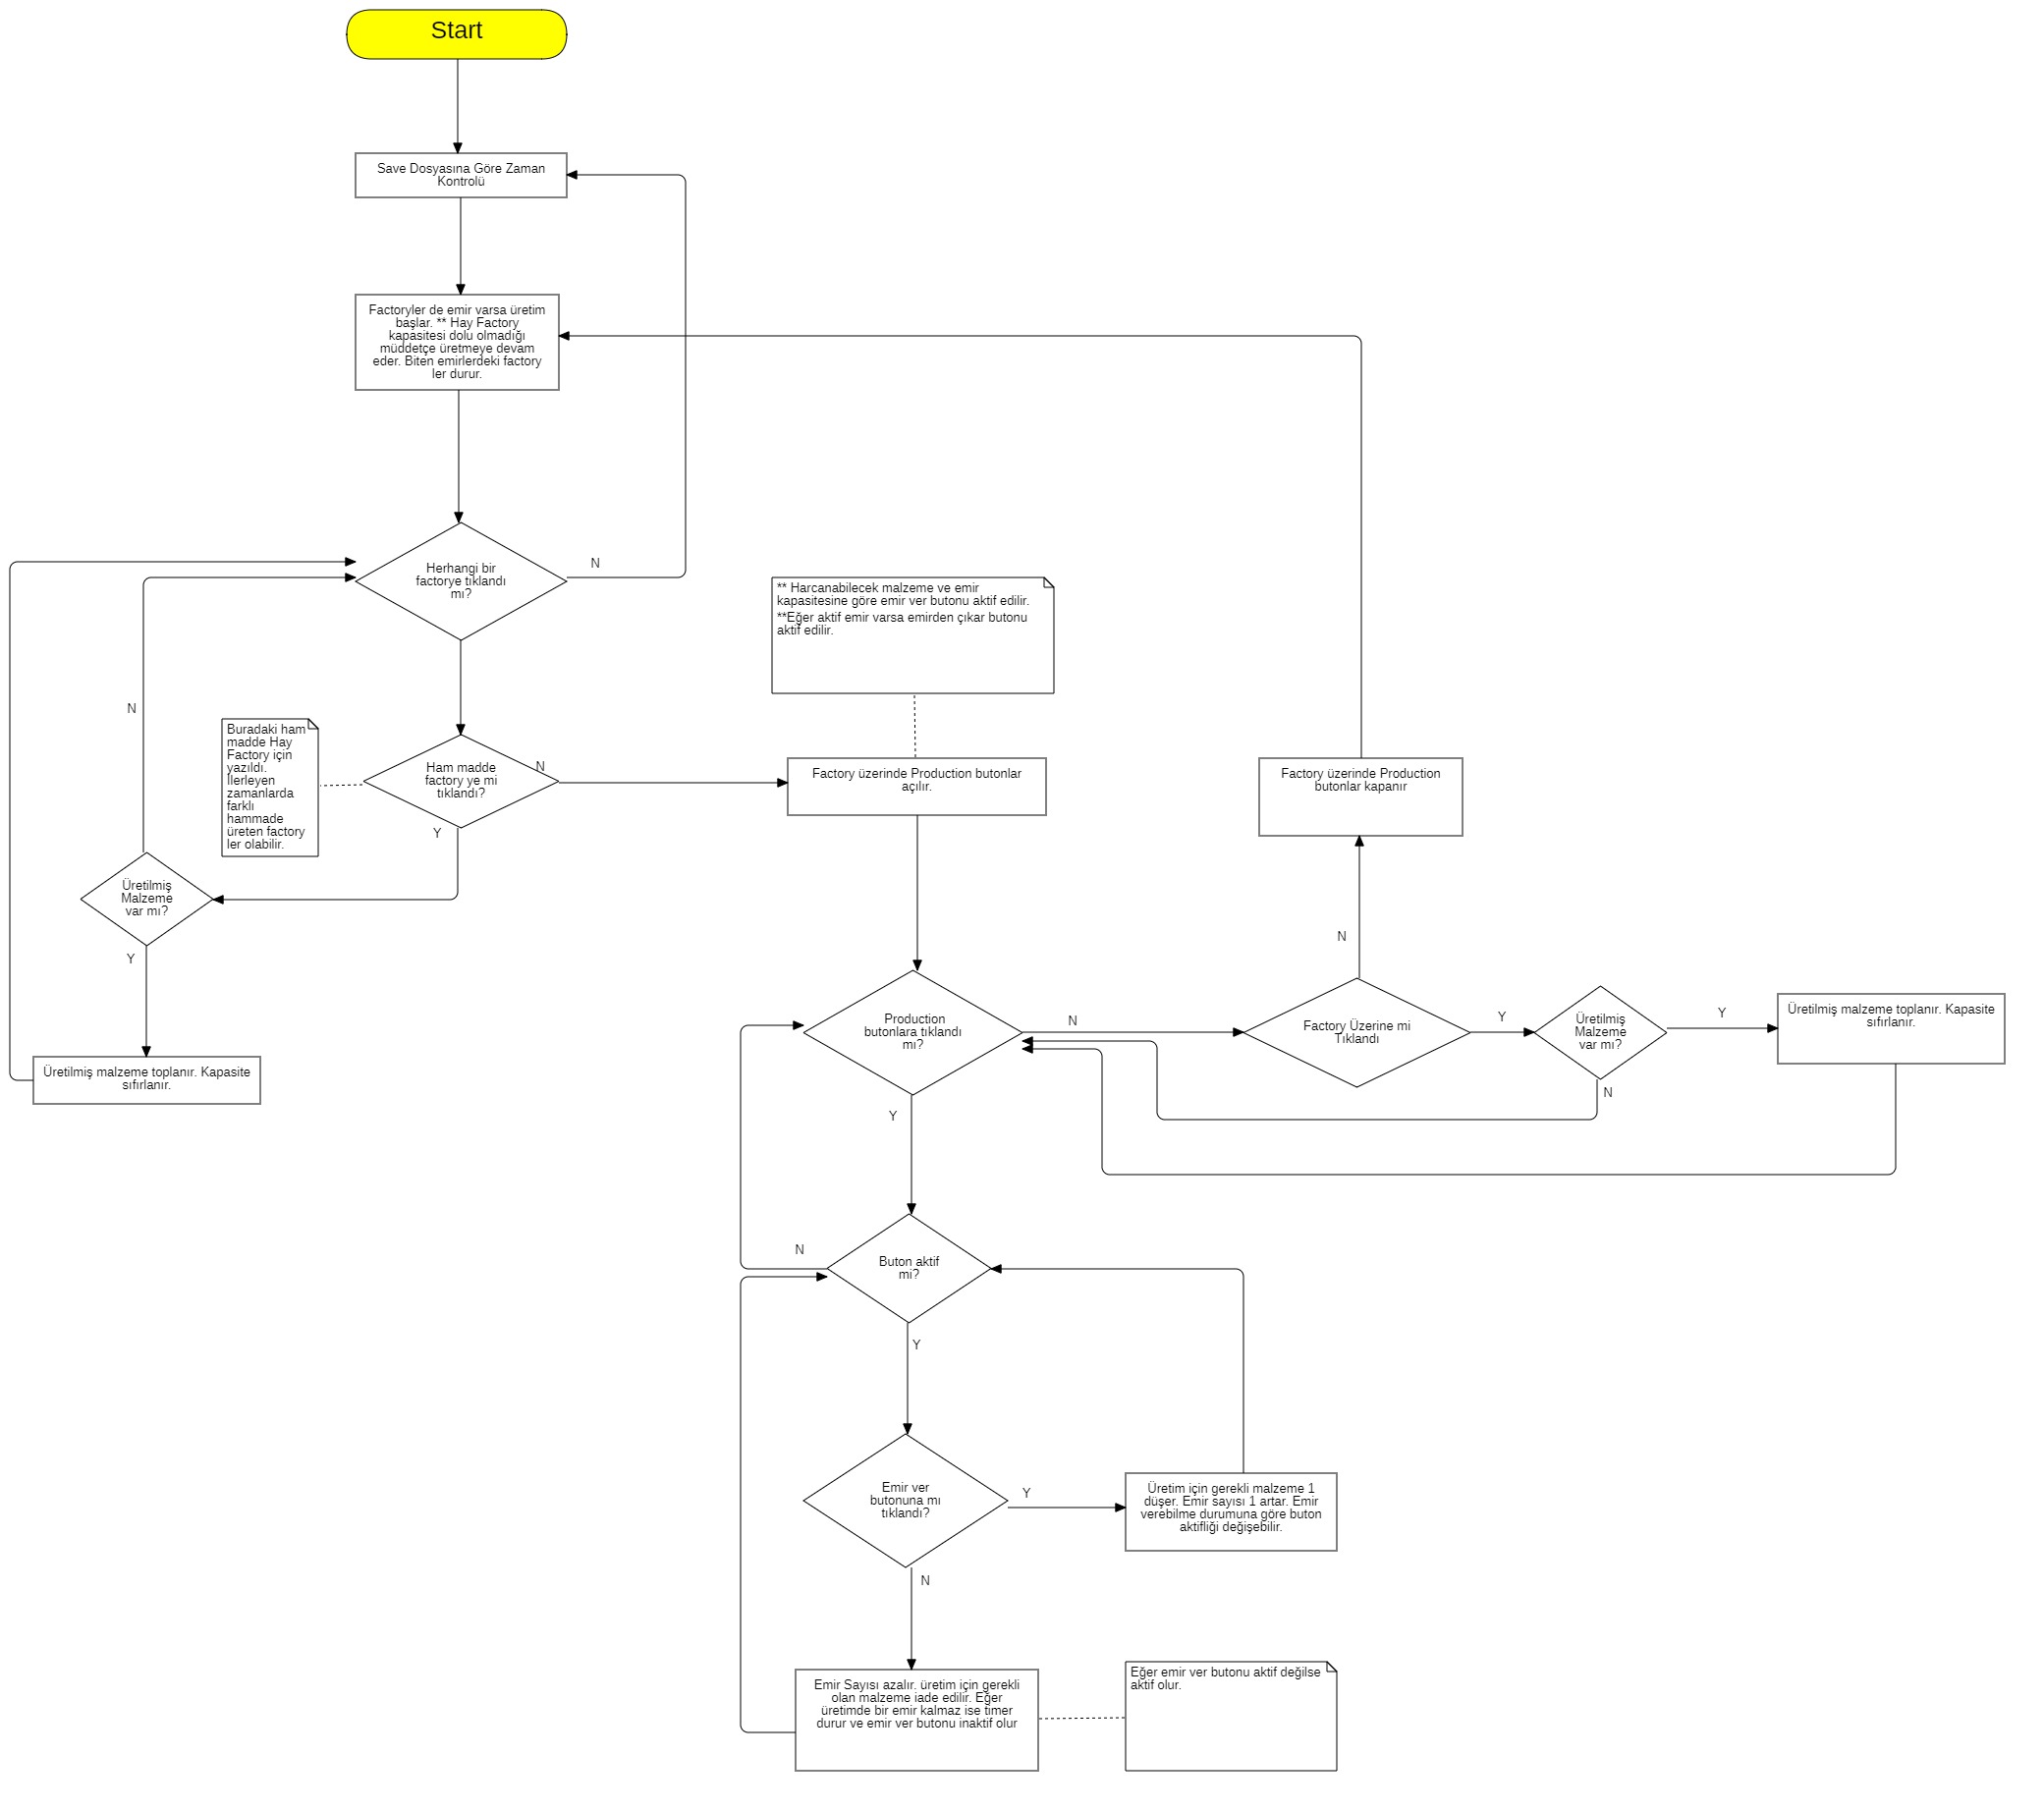 Start
Save Dosyasına Göre Zaman
Kontrolü
Factoryler de emir varsa üretim
başlar. ** Hay Factory
kapasitesi dolu olmadığı
müddetçe üretmeye devam
eder. Biten emirlerdeki factory
ler durur.
Herhangi bir
factorye tıklandı
mı?
N
** Harcanabilecek malzeme ve emir
kapasitesine göre emir ver butonu aktif edilir.
**Eğer aktif emir varsa emirden çıkar butonu
aktif edilir.
N
Buradaki ham
madde Hay
Factory için
yazıldı.
İlerleyen
zamanlarda
farklı
hammade
üreten factory
ler olabilir.
Ham madde
factory ye mi
tıklandı?
N
Y
Factory üzerinde Production butonlar
açılır.
Factory üzerinde Production
butonlar kapanır
Üretilmiş
Malzeme
var mı?
Y
Üretilmiş malzeme toplanır. Kapasite
sıfırlanır.
N
Production
butonlara tıklandı
mı?
N
Factory Üzerine mi
Tıklandı
Y
Üretilmiş
Malzeme
var mı?
Y
Üretilmiş malzeme toplanır. Kapasite
sıfırlanır.
N
Y
N
Buton aktif
mi?
Y
Emir ver
butonuna mı
tıklandı?
Y
Üretim için gerekli malzeme 1
düşer. Emir sayısı 1 artar. Emir
verebilme durumuna göre buton
aktifliği değişebilir.
N
Emir Sayısı azalır. üretim için gerekli
olan malzeme iade edilir. Eğer
üretimde bir emir kalmaz ise timer
durur ve emir ver butonu inaktif olur
Eğer emir ver butonu aktif değilse
aktif olur.